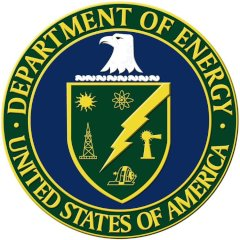 DEPARTMENT OF ENERGY
UNITED STATES OF AMERICA